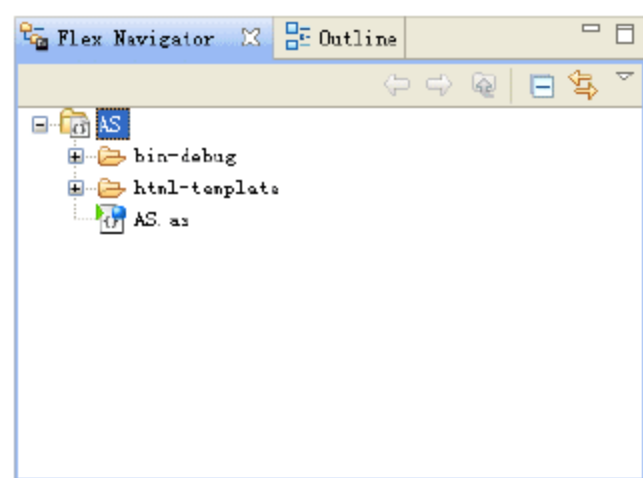 Flex Navigator Outline
AS
bin-debug
html-template
AS.as